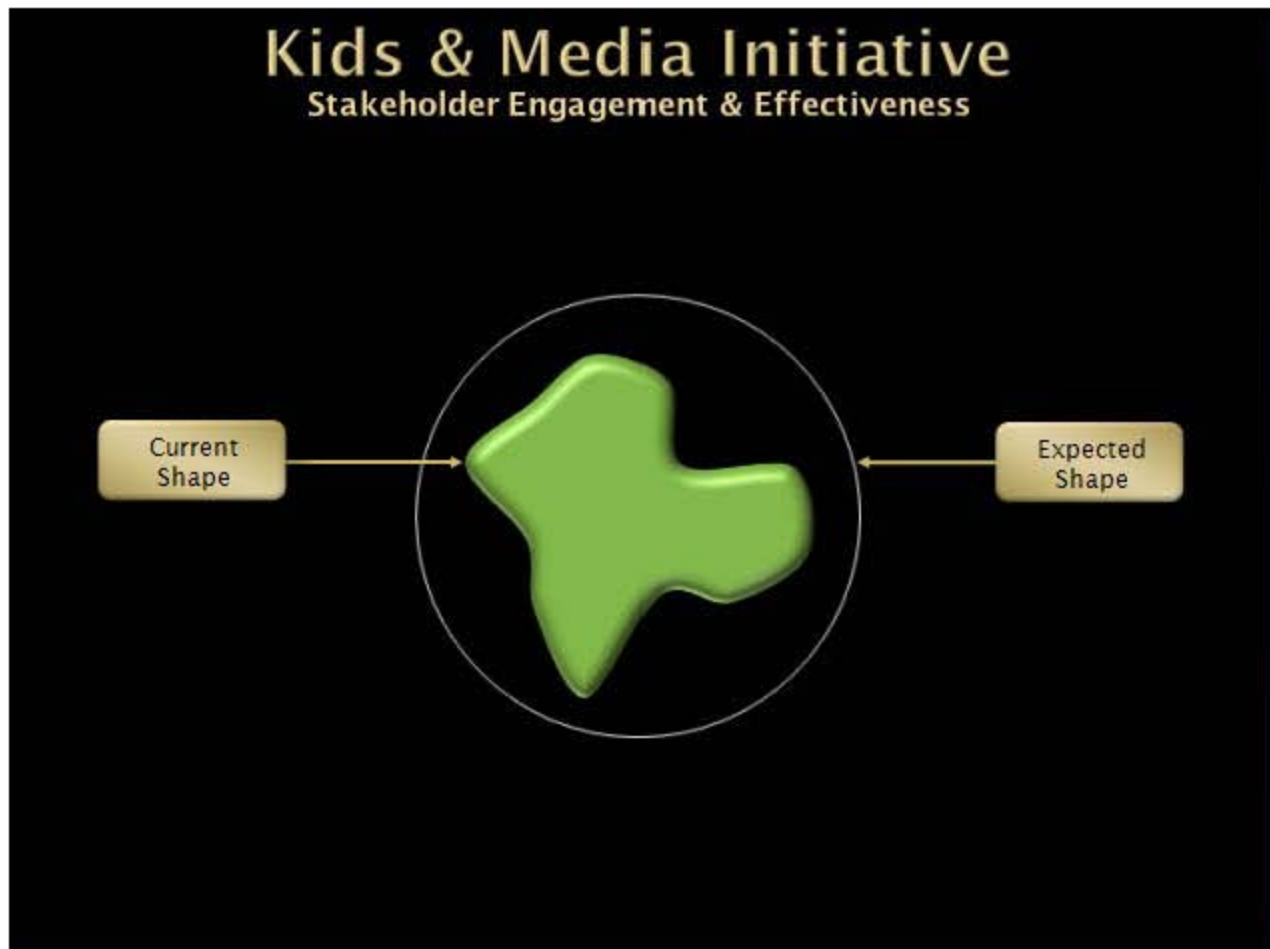 Kids & Media Initiative
Stakeholder Engagement & Effectiveness
Current
Shape
Expected
Shape